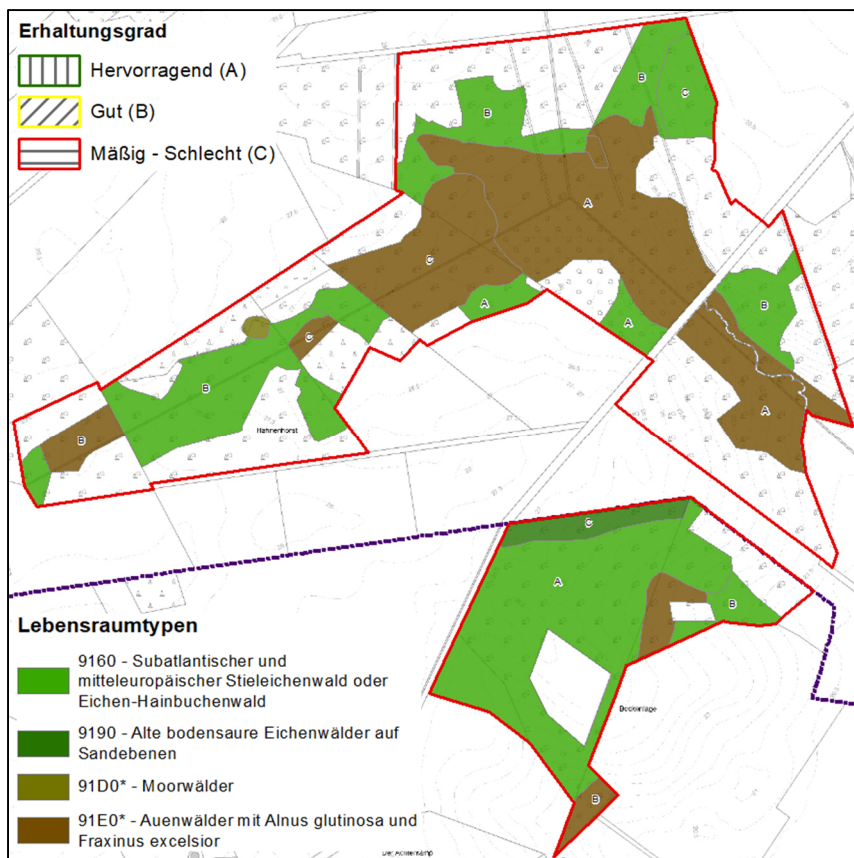 Erhaltungsgrad
Hervorragend (A)
Gut (B)
Mäßig - Schlecht (C)
B
B
C
A
C
A
A
B
C
B
B
A
Hahnenhorst
C
A
B
Lebensraumtypen
9160 - Subatlantischer und
mitteleuropäischer Stieleichenwald oder
Eichen-Hainbuchenwald
9190 - Alte bodensaure Eichenwälder auf
Sandebenen
91D0* - Moorwälder
91E0* - Auenwälder mit Alnus glutinosa und
Fraxinus excelsior
B